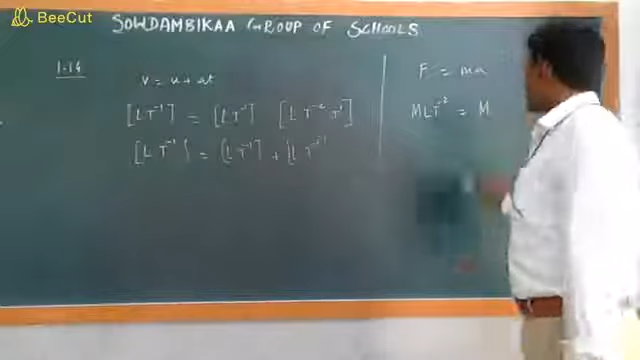 BeeCut
SOWDAMBIKAA GROUP OF SCHOOLS
1.14
v = u + at
[LT⁻¹] = [LT⁻¹] [LT⁻² T¹]
[LT⁻¹] = [LT⁻¹] + [LT⁻¹]
F = ma
MLT⁻² = M